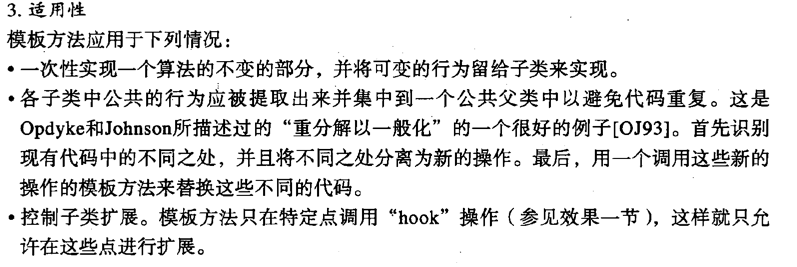 3. 适用性
模板方法应用于下列情况：
• 一次性实现一个算法的不变的部分，并将可变的行为留给子类来实现。
• 各子类中公共的行为应被提取出来并集中到一个公共父类中以避免代码重复。这是
Opdyke和Johnson所描述过的“重分解以一般化”的一个很好的例子[OJ93]。首先识别
现有代码中的不同之处，并且将不同之处分离为新的操作。最后，用一个调用这些新的
操作的模板方法来替换这些不同的代码。
• 控制子类扩展。模板方法只在特定点调用“hook”操作（参见效果一节），这样就只允
许在这些点进行扩展。